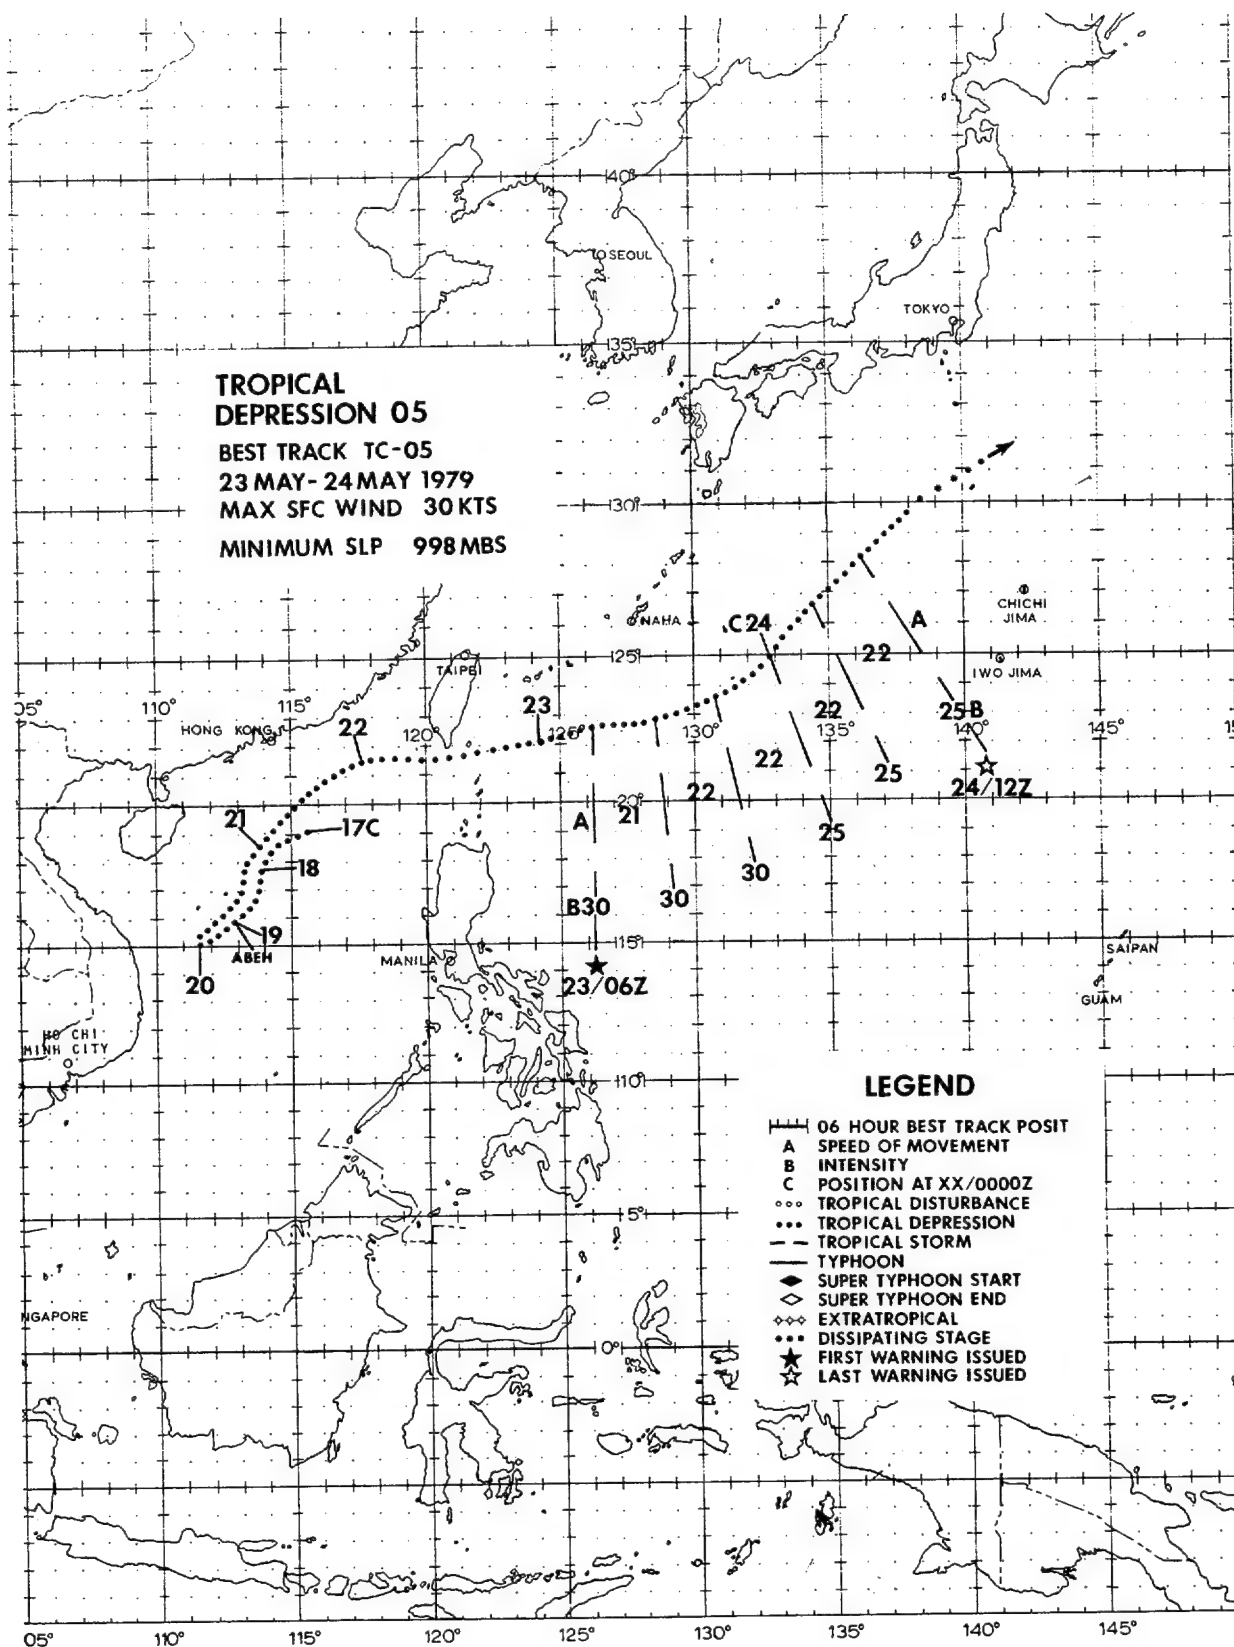 40°
SEOUL
TOKYO
35°
TROPICAL
DEPRESSION 05
BEST TRACK TC-05
23 MAY-24 MAY 1979
MAX SFC WIND 30 KTS
MINIMUM SLP 998 MBS
30°
NAHA
CHICHI
JIMA
C 24
A
22
25°
TAIPEI
IWO JIMA
05°
115°
23
22
25 B
HONG KONG
22
120°
125°
130°
135°
140°
145°
22
25
24/12Z
20°
22
21
A
21
17C
25
18
30
30
B30
19
15°
ABEH
SAIPAN
MANILA
20
23/06Z
GUAM
HO CHI
MINH CITY
10°
LEGEND
06 HOUR BEST TRACK POSIT
A SPEED OF MOVEMENT
B INTENSITY
C POSITION AT XX/0000Z
TROPICAL DISTURBANCE
TROPICAL DEPRESSION
TROPICAL STORM
TYPHOON
SUPER TYPHOON START
SUPER TYPHOON END
EXTRATROPICAL
DISSIPATING STAGE
FIRST WARNING ISSUED
LAST WARNING ISSUED
5°
NGAPORE
0°
05°
110°
115°
120°
125°
130°
135°
140°
145°